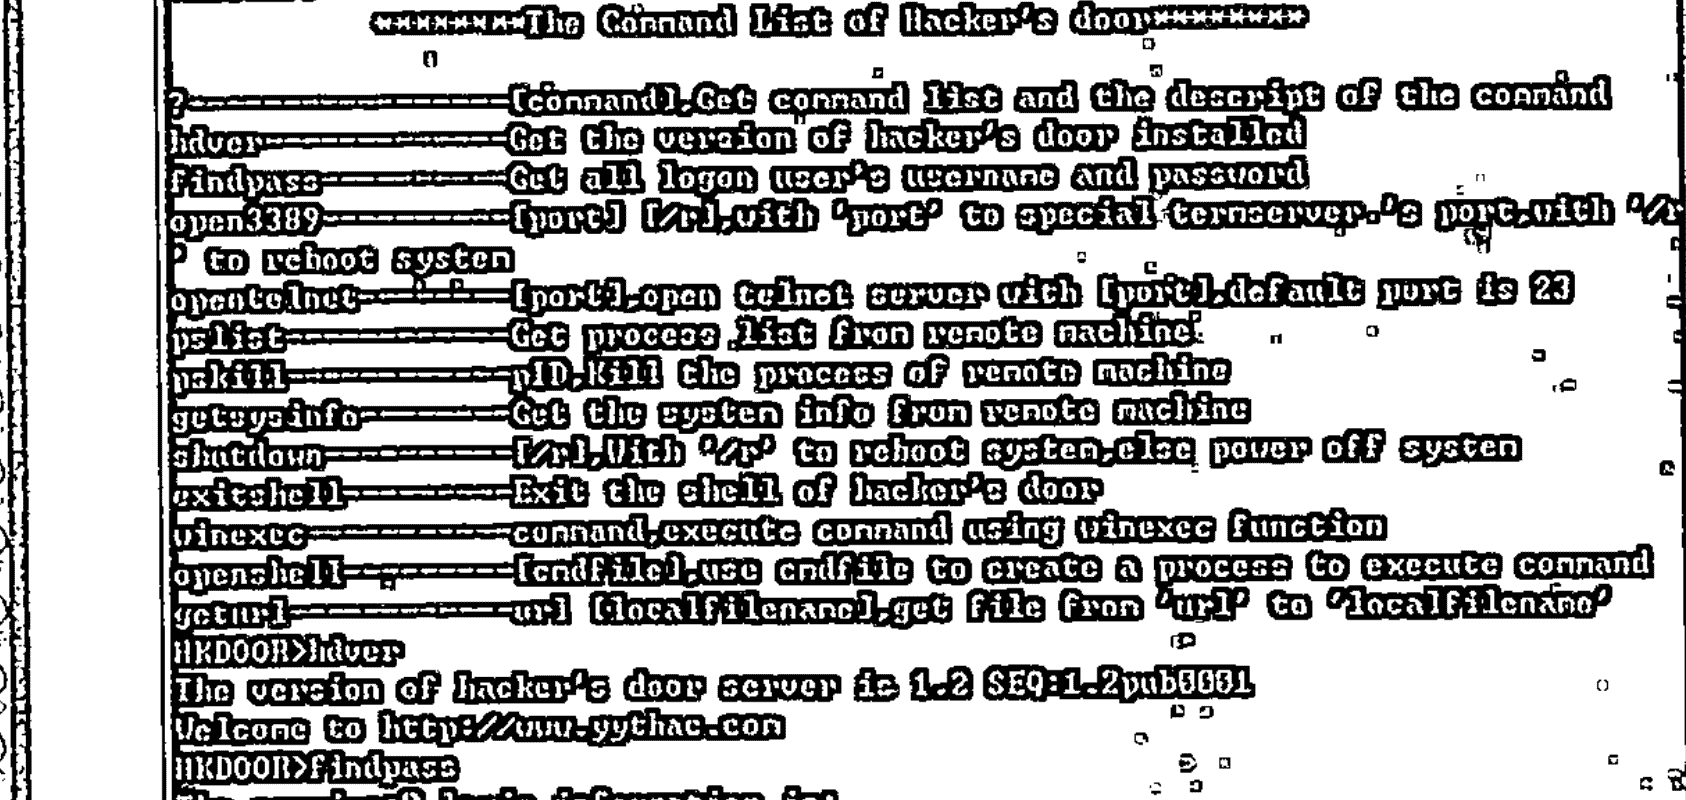 ********The Command List of Hacker's door********
?-----------------[command],Get command list and the descript of the command
hdver-------------Get the version of hacker's door installed
findpass----------Get all logon user's username and password
open3389----------[port] [/r],with 'port' to special termserver.'s port,with '/r
' to reboot system
opentelnet--------[port],open telnet server with [port],default port is 23
pslist------------Get process list from remote machine
pskill------------pID,Kill the process of remote machine
getsysinfo--------Get the system info from remote machine
shutdown----------[/r],With '/r' to reboot system,else power off system
exitshell---------Exit the shell of hacker's door
winexec-----------command,execute command using winexec function
openshell---------[cmdfile],use cmdfile to create a process to execute command
geturl------------url [localfilename],get file from 'url' to 'localfilename'
HKDOOR>hdver
The version of hacker's door server is 1.2 SEQ:1.2pub0001
Welcome to http://www.yythac.com
HKDOOR>findpass